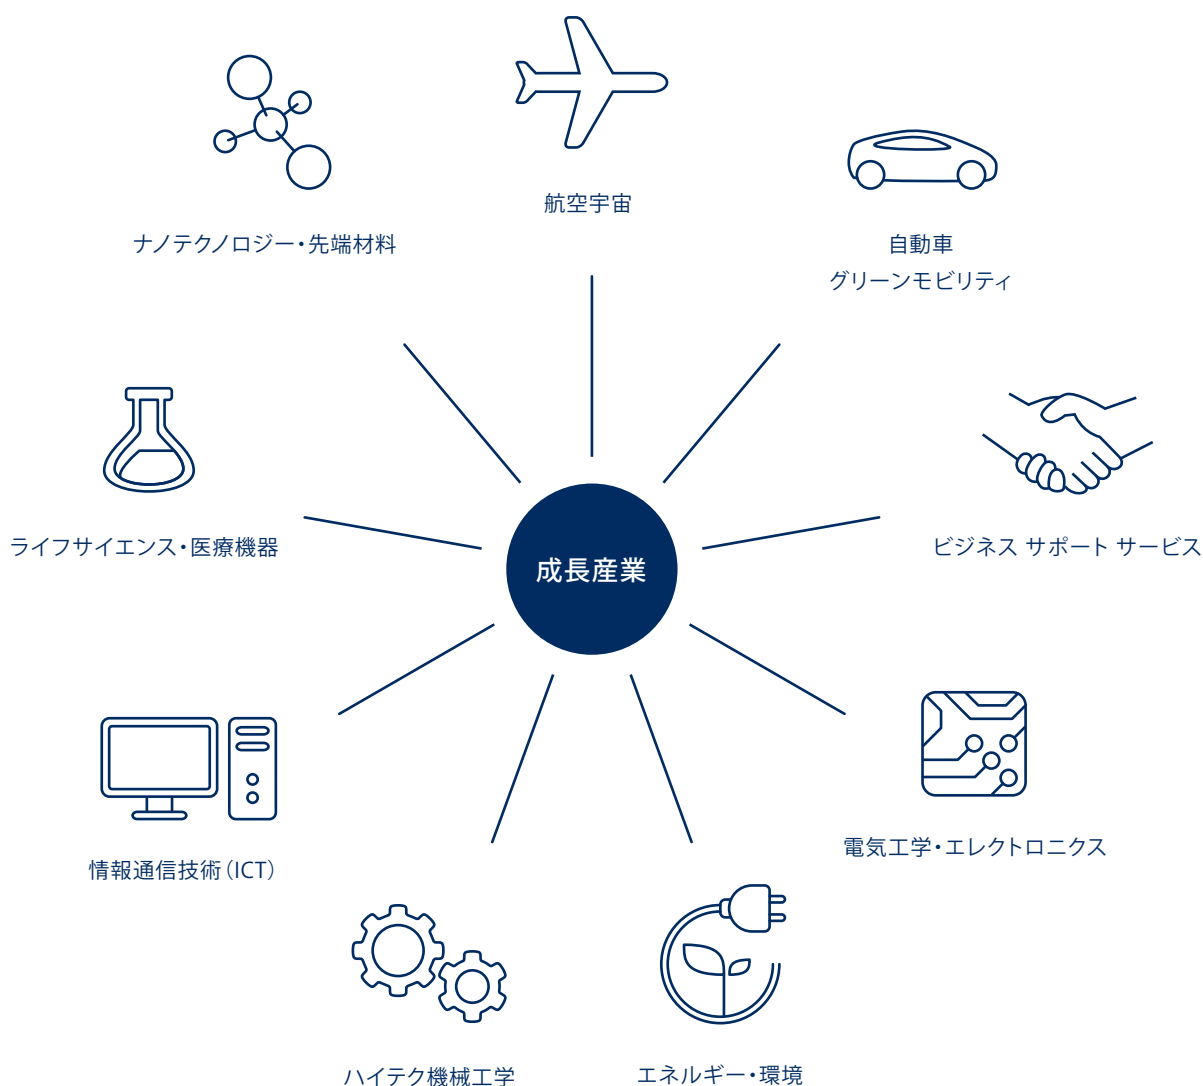 航空宇宙
ナノテクノロジー・先端材料
自動車
グリーンモビリティ
ライフサイエンス・医療機器
ビジネス サポート サービス
成長産業
電気工学・エレクトロニクス
情報通信技術（ICT）
ハイテク機械工学
エネルギー・環境